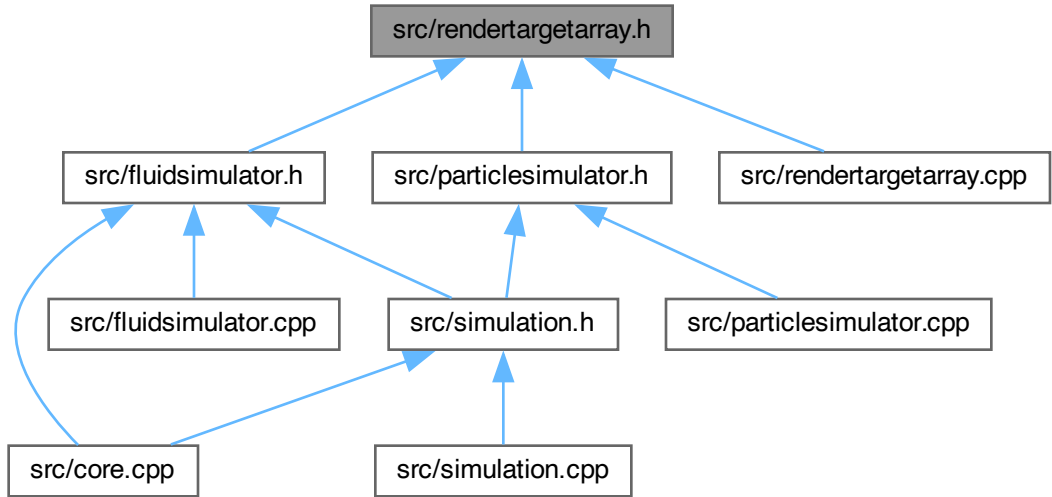 src/rendertargetarray.h
src/fluidsimulator.h
src/particlesimulator.h
src/rendertargetarray.cpp
src/fluidsimulator.cpp
src/simulation.h
src/particlesimulator.cpp
src/core.cpp
src/simulation.cpp